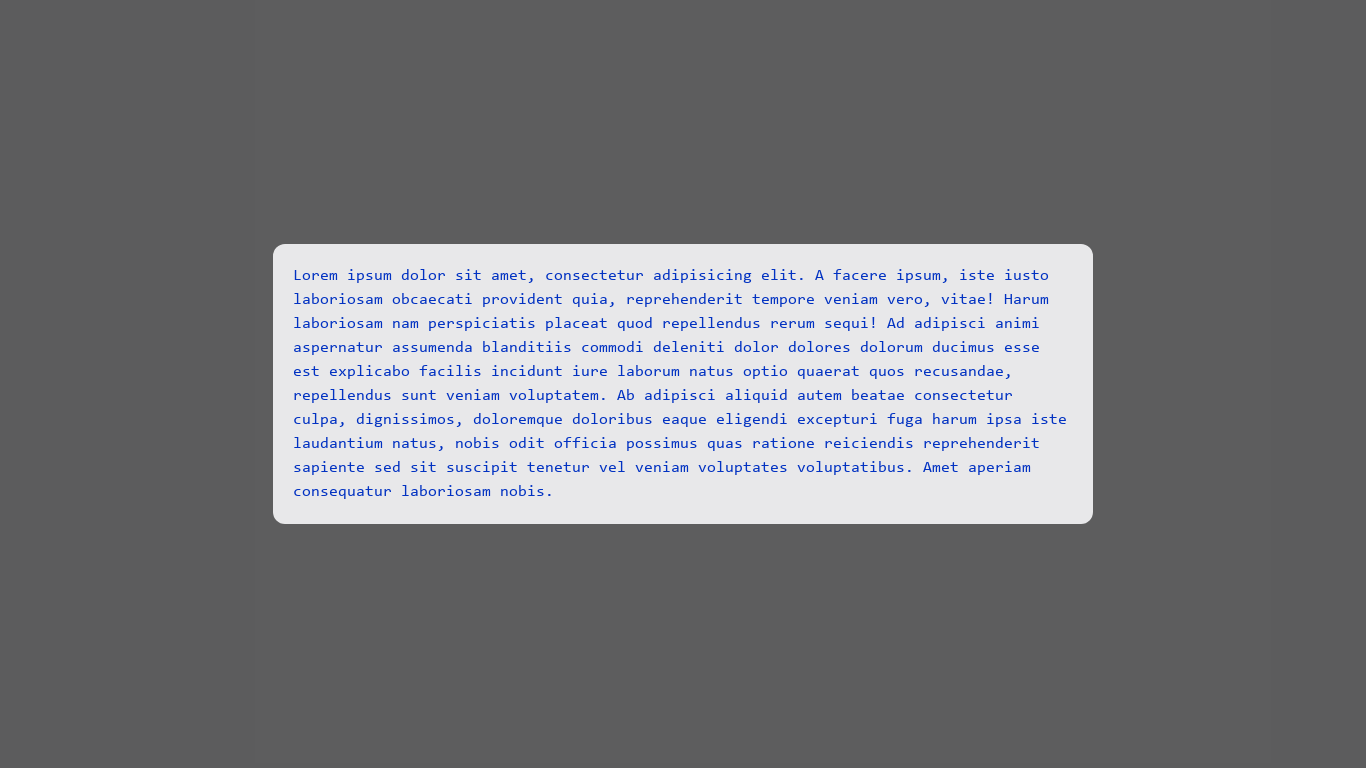 Lorem ipsum dolor sit amet, consectetur adipisicing elit. A facere ipsum, iste iusto
laboriosam obcaecati provident quia, reprehenderit tempore veniam vero, vitae! Harum
laboriosam nam perspiciatis placeat quod repellendus rerum sequi! Ad adipisci animi
aspernatur assumenda blanditiis commodi deleniti dolor dolores dolorum ducimus esse
est explicabo facilis incidunt iure laborum natus optio quaerat quos recusandae,
repellendus sunt veniam voluptatem. Ab adipisci aliquid autem beatae consectetur
culpa, dignissimos, doloremque doloribus eaque eligendi excepturi fuga harum ipsa iste
laudantium natus, nobis odit officia possimus quas ratione reiciendis reprehenderit
sapiente sed sit suscipit tenetur vel veniam voluptates voluptatibus. Amet aperiam
consequatur laboriosam nobis.